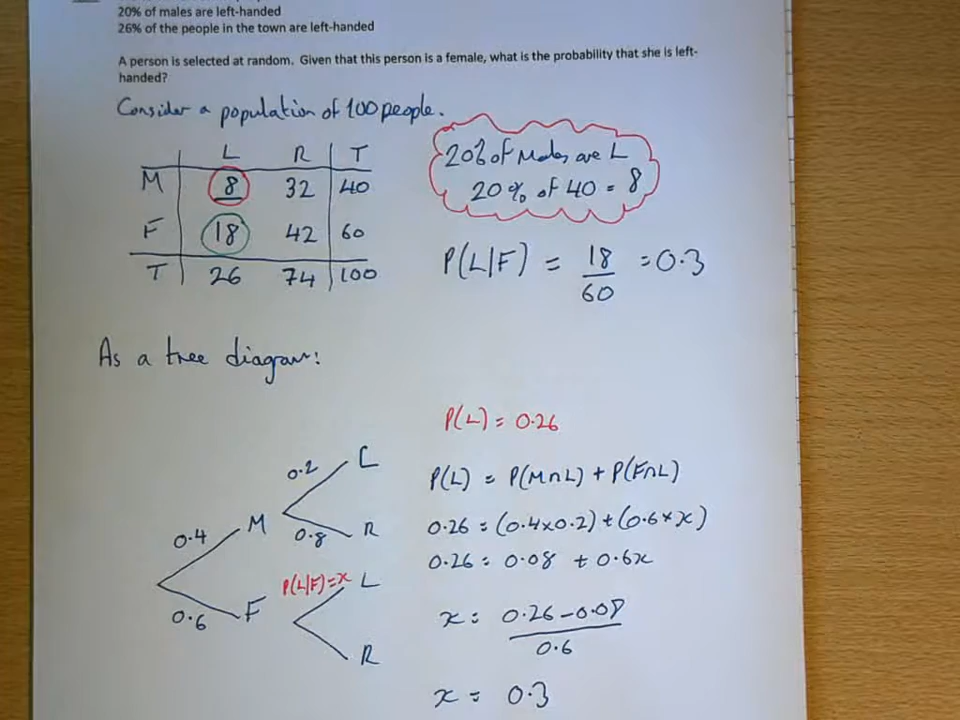 20% of males are left-handed
26% of the people in the town are left-handed
A person is selected at random. Given that this person is a female, what is the probability that she is left-
handed?
Consider a population of 100 people.
L R T
M 8 32 40
F 18 42 60
T 26 74 100
20% of Males are L
20% of 40 = 8
P(L|F) = 18/60 = 0.3
As a tree diagram:
P(L) = 0.26
P(L) = P(M∩L) + P(F∩L)
0.26 = (0.4×0.2) + (0.6×x)
0.26 = 0.08 + 0.6x
x = 0.26 - 0.08
0.6
x = 0.3
0.2 L
0.4 M
0.8 R
P(L|F)=x L
0.6 F
R